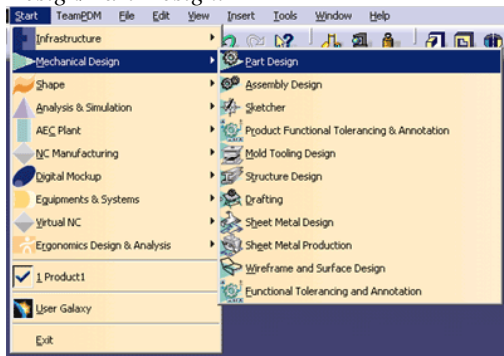 Start TeamPDM File Edit View Insert Tools Window Help
Infrastructure
Mechanical Design
Shape
Analysis & Simulation
AEC Plant
NC Manufacturing
Digital Mockup
Equipments & Systems
Virtual NC
Ergonomics Design & Analysis
1 Product1
User Galaxy
Exit
Part Design
Assembly Design
Sketcher
Product Functional Tolerancing & Annotation
Mold Tooling Design
Structure Design
Drafting
Sheet Metal Design
Sheet Metal Production
Wireframe and Surface Design
Functional Tolerancing and Annotation